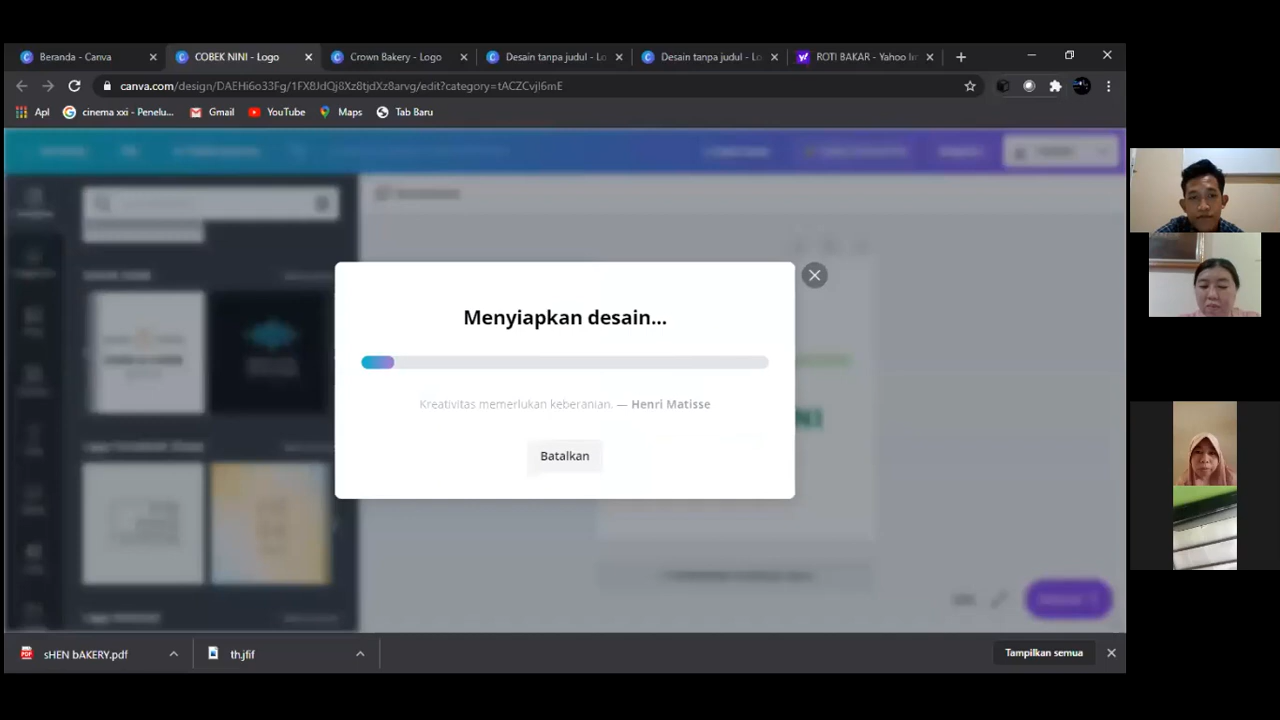 Beranda - Canva
COBEK NINI - Logo
Crown Bakery - Logo
Desain tanpa judul - Lo
Desain tanpa judul - Lo
ROTI BAKAR - Yahoo Im
canva.com/design/DAEHi6o33Fg/1FX8JdQj8Xz8tjdXz8arvg/edit?category=tACZCvjI6mE
Apl
cinema xxi - Penelu...
Gmail
YouTube
Maps
Tab Baru
Menyiapkan desain...
Kreativitas memerlukan keberanian. — Henri Matisse
Batalkan
sHEN bAKERY.pdf
th.jfif
Tampilkan semua